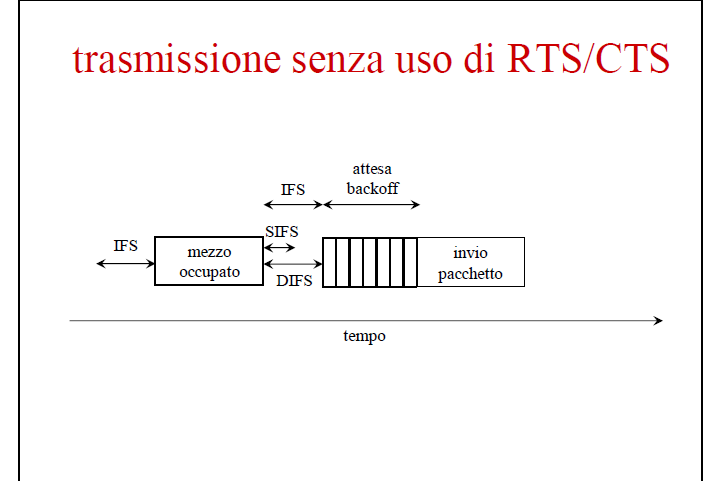 trasmissione senza uso di RTS/CTS
attesa
backoff
IFS
SIFS
IFS
mezzo
occupato
DIFS
invio
pacchetto
tempo